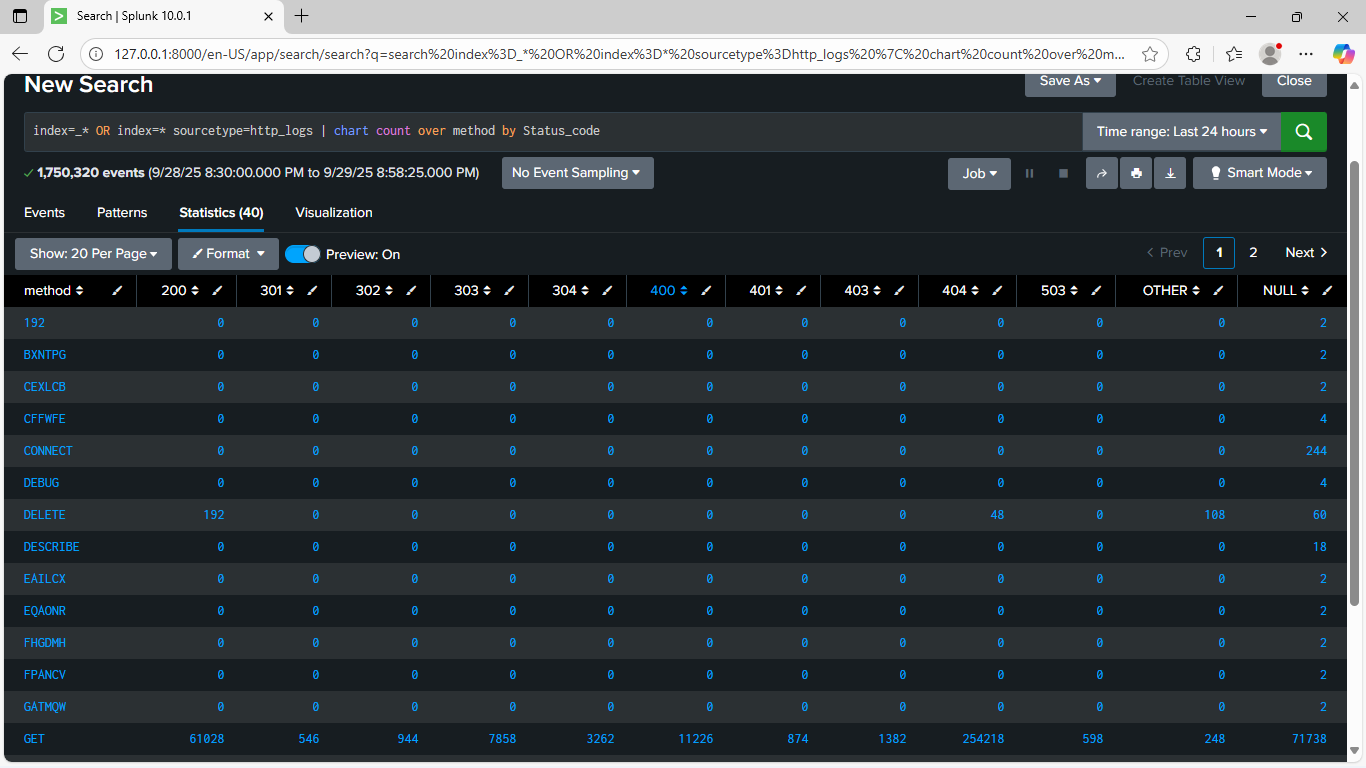 Search | Splunk 10.0.1
127.0.0.1:8000/en-US/app/search/search?q=search%20index%3D_*%20OR%20index%3D*%20sourcetype%3Dhttp_logs%20%7C%20chart%20count%20over%20m...
New Search
Save As
Create Table View
Close
index=_* OR index=* sourcetype=http_logs | chart count over method by Status_code
Time range: Last 24 hours
1,750,320 events (9/28/25 8:30:00.000 PM to 9/29/25 8:58:25.000 PM)
No Event Sampling
Job
Smart Mode
Events Patterns Statistics (40) Visualization
Show: 20 Per Page
Format
Preview: On
< Prev 1 2 Next >
method 200 301 302 303 304 400 401 403 404 503 OTHER NULL
192 0 0 0 0 0 0 0 0 0 0 0 2
BXNTPG 0 0 0 0 0 0 0 0 0 0 0 2
CEXLCB 0 0 0 0 0 0 0 0 0 0 0 2
CFFWFE 0 0 0 0 0 0 0 0 0 0 0 4
CONNECT 0 0 0 0 0 0 0 0 0 0 0 244
DEBUG 0 0 0 0 0 0 0 0 0 0 0 4
DELETE 192 0 0 0 0 0 0 0 48 0 108 60
DESCRIBE 0 0 0 0 0 0 0 0 0 0 0 18
EAILCX 0 0 0 0 0 0 0 0 0 0 0 2
EQAONR 0 0 0 0 0 0 0 0 0 0 0 2
FHGDMH 0 0 0 0 0 0 0 0 0 0 0 2
FPANCV 0 0 0 0 0 0 0 0 0 0 0 2
GATMQW 0 0 0 0 0 0 0 0 0 0 0 2
GET 61028 546 944 7858 3262 11226 874 1382 254218 598 248 71738